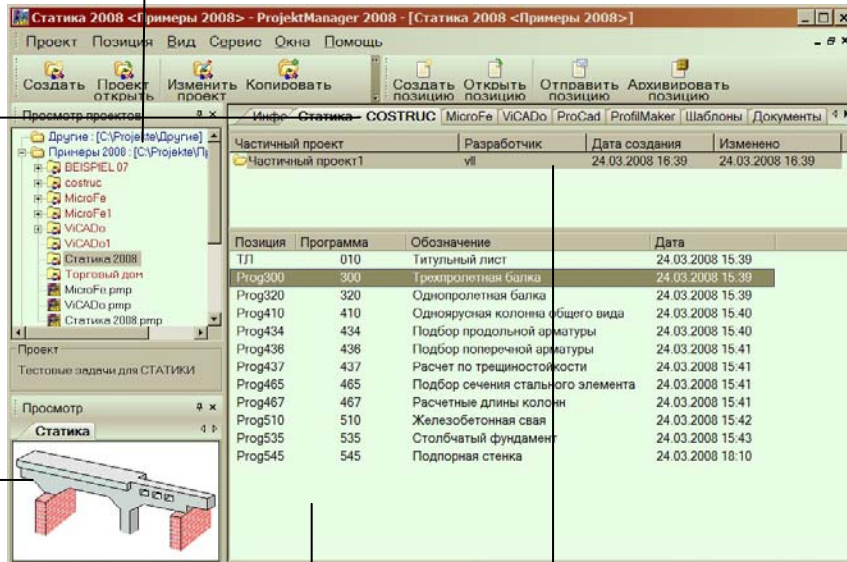 Статика 2008 <Примеры 2008> - ProjektManager 2008 - [Статика 2008 <Примеры 2008>]
Проект Позиция Вид Сервис Окна Помощь
Создать Проект открыть Изменить проект Копировать Создать позицию Открыть позицию Отправить позицию Архивировать позицию
Просмотр проектов
Другие : [C:\Projekte\Другие]
Примеры 2008 : [C:\Projekte\П
BEISPIEL 07
costruc
MicroFe
MicroFe1
ViCADo
ViCADo1
Статика 2008
Торговый дом
MicroFe.pmp
ViCADo.pmp
Статика 2008.pmp
Проект
Тестовые задачи для СТАТИКИ
Просмотр
Статика
Инфо Статика - COSTRUC MicroFe ViCADo ProCad ProfilMaker Шаблоны Документы
Частичный проект Разработчик Дата создания Изменено
Частичный проект1 vll 24.03.2008 16:39 24.03.2008 16:39
Позиция Программа Обозначение Дата
ТЛ 010 Титульный лист 24.03.2008 15:39
Prog300 300 Трехпролетная балка 24.03.2008 15:39
Prog320 320 Однопролетная балка 24.03.2008 15:39
Prog410 410 Одноярусная колонна общего вида 24.03.2008 15:40
Prog434 434 Подбор продольной арматуры 24.03.2008 15:40
Prog436 436 Подбор поперечной арматуры 24.03.2008 15:41
Prog437 437 Расчет по трещиностойкости 24.03.2008 15:41
Prog465 465 Подбор сечения стального элемента 24.03.2008 15:41
Prog467 467 Расчетные длины колонн 24.03.2008 15:41
Prog510 510 Железобетонная свая 24.03.2008 15:42
Prog535 535 Столбчатый фундамент 24.03.2008 15:43
Prog545 545 Подпорная стенка 24.03.2008 18:10